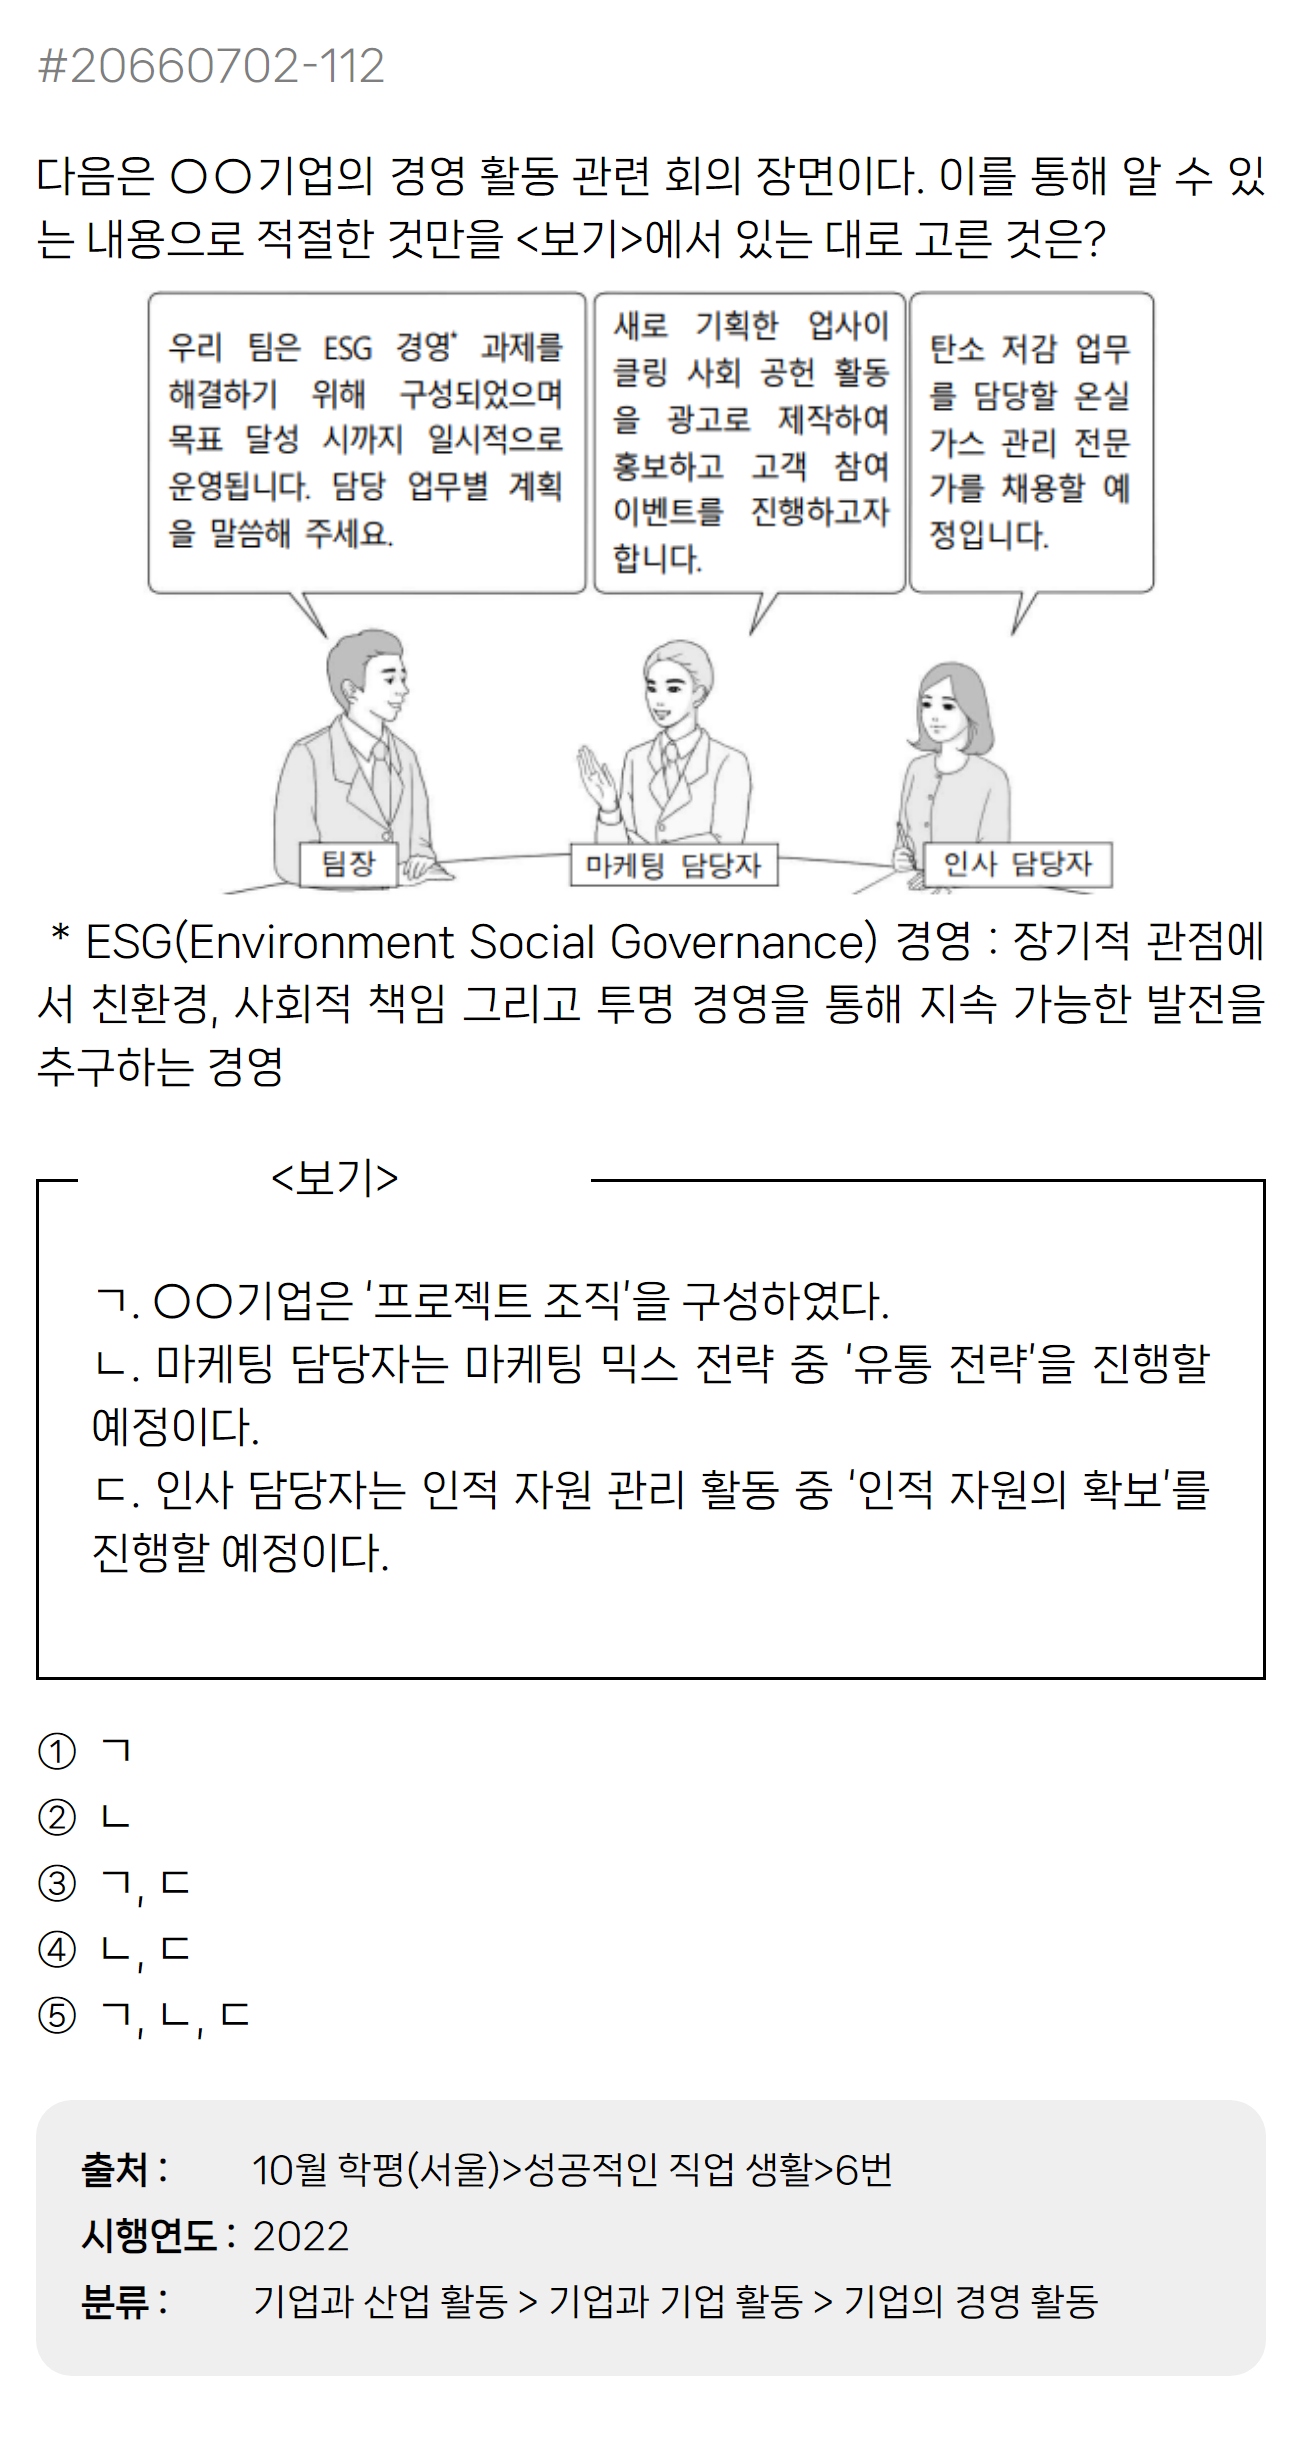 #20660702-112
다음은 〇〇기업의 경영 활동 관련 회의 장면이다. 이를 통해 알 수 있
는 내용으로 적절한 것만을 <보기>에서 있는 대로 고른 것은?
우리 팀은 ESG 경영* 과제를
해결하기 위해 구성되었으며
목표 달성 시까지 일시적으로
운영됩니다. 담당 업무별 계획
을 말씀해 주세요.
새로 기획한 업사이
클링 사회 공헌 활동
을 광고로 제작하여
홍보하고 고객 참여
이벤트를 진행하고자
합니다.
탄소 저감 업무
를 담당할 온실
가스 관리 전문
가를 채용할 예
정입니다.
팀장
마케팅 담당자
인사 담당자
* ESG(Environment Social Governance) 경영 : 장기적 관점에
서 친환경, 사회적 책임 그리고 투명 경영을 통해 지속 가능한 발전을
추구하는 경영
<보기>
ㄱ. 〇〇기업은 '프로젝트 조직'을 구성하였다.
ㄴ. 마케팅 담당자는 마케팅 믹스 전략 중 '유통 전략'을 진행할
예정이다.
ㄷ. 인사 담당자는 인적 자원 관리 활동 중 '인적 자원의 확보'를
진행할 예정이다.
① ㄱ
② ㄴ
③ ㄱ, ㄷ
④ ㄴ, ㄷ
⑤ ㄱ, ㄴ, ㄷ
출처 : 10월 학평(서울)>성공적인 직업 생활>6번
시행연도 : 2022
분류 : 기업과 산업 활동 > 기업과 기업 활동 > 기업의 경영 활동